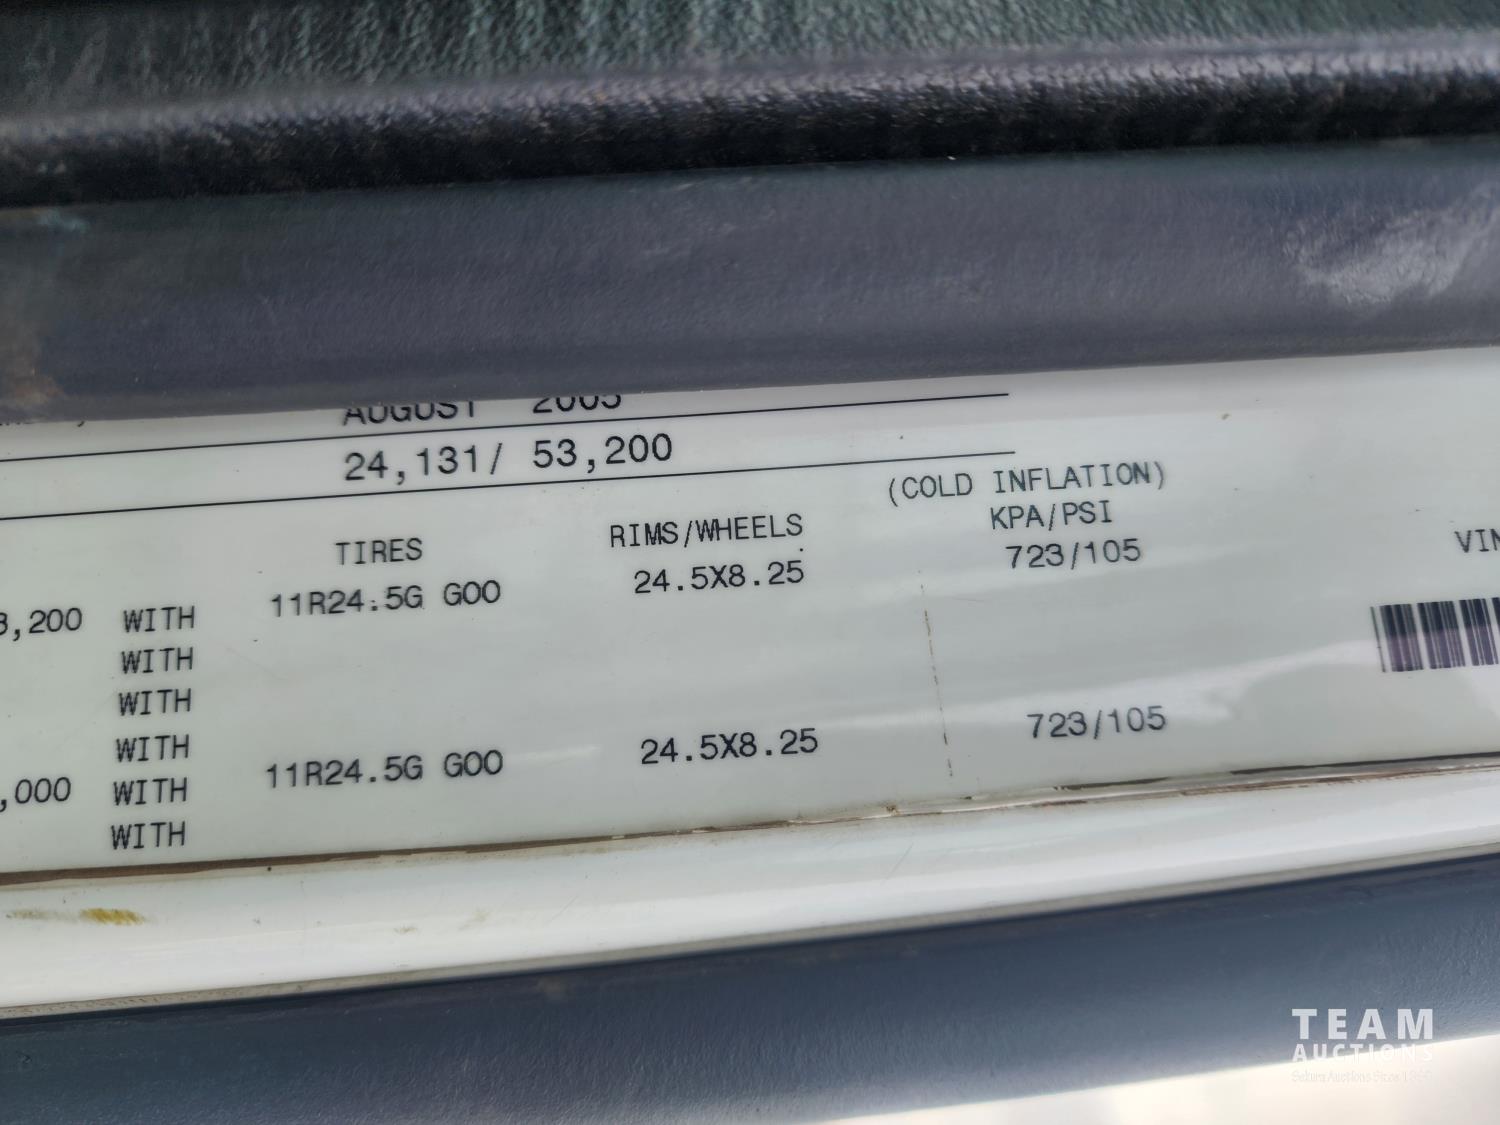 AUGUST 2005
24,131/ 53,200
(COLD INFLATION)
TIRES RIMS/WHEELS KPA/PSI
,200 WITH 11R24.5G GOO 24.5X8.25 723/105
VIN
WITH
WITH
WITH
,000 WITH 11R24.5G GOO 24.5X8.25 723/105
WITH
TEAM
AUCTIONS